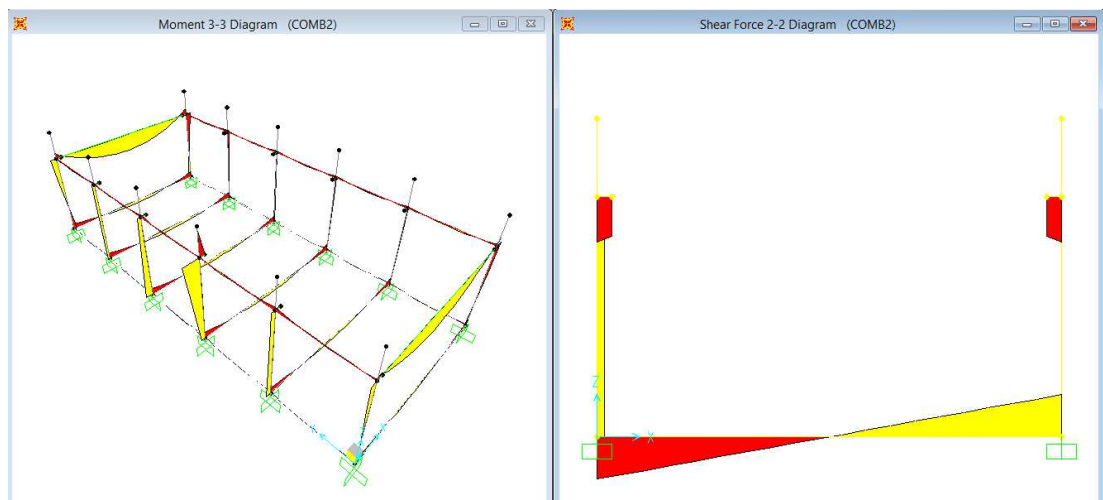 Moment 3-3 Diagram (COMB2)
Shear Force 2-2 Diagram (COMB2)
Z
X